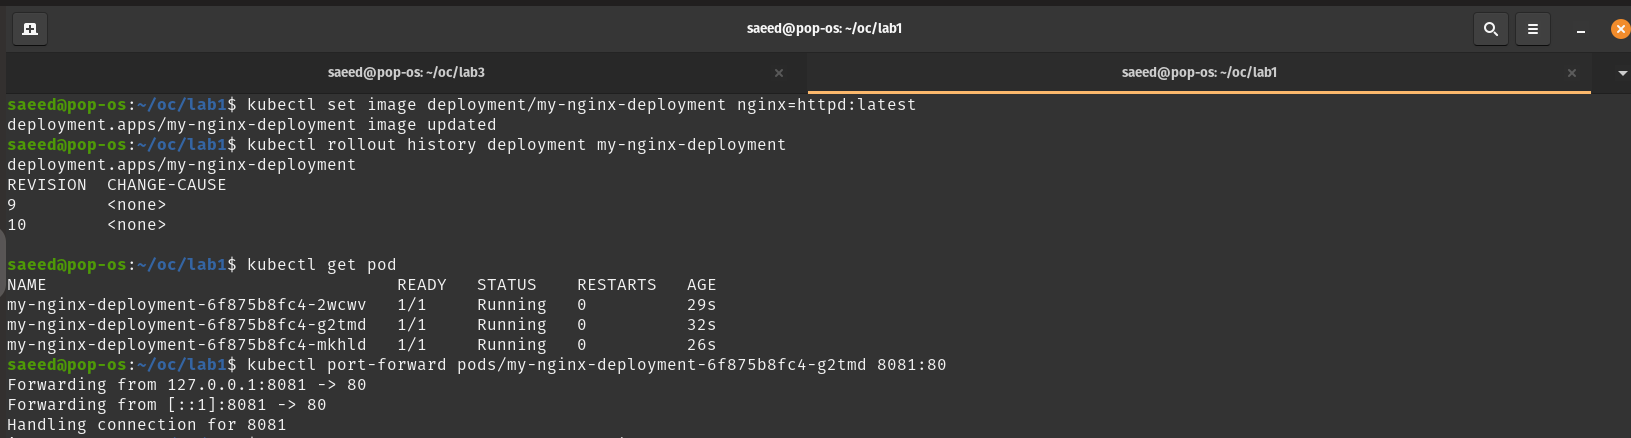 saeed@pop-os: ~/oc/lab1
saeed@pop-os: ~/oc/lab3
saeed@pop-os: ~/oc/lab1
saeed@pop-os:~/oc/lab1$ kubectl set image deployment/my-nginx-deployment nginx=httpd:latest
deployment.apps/my-nginx-deployment image updated
saeed@pop-os:~/oc/lab1$ kubectl rollout history deployment my-nginx-deployment
deployment.apps/my-nginx-deployment
REVISION  CHANGE-CAUSE
9         <none>
10        <none>
saeed@pop-os:~/oc/lab1$ kubectl get pod
NAME                                   READY   STATUS    RESTARTS   AGE
my-nginx-deployment-6f875b8fc4-2wcwv   1/1     Running   0          29s
my-nginx-deployment-6f875b8fc4-g2tmd   1/1     Running   0          32s
my-nginx-deployment-6f875b8fc4-mkhld   1/1     Running   0          26s
saeed@pop-os:~/oc/lab1$ kubectl port-forward pods/my-nginx-deployment-6f875b8fc4-g2tmd 8081:80
Forwarding from 127.0.0.1:8081 -> 80
Forwarding from [::1]:8081 -> 80
Handling connection for 8081